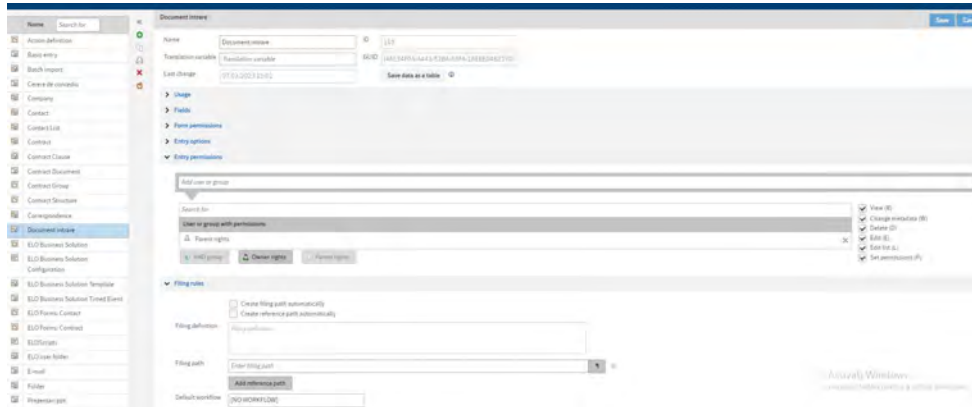 Document intrare
Save
Name
Search for
Access definition
Basic entry
Batch import
Cerere de concediu
Company
Contact
Contact List
Contract
Contract Clause
Contract Document
Contract Group
Contract Structure
Correspondence
Document intrare
ELO Business Solution
ELO Business Solution
Configuration
ELO Business Solution Template
ELO Business Solution Timed Event
ELO Forms: Contact
ELO Forms: Contract
ELOScripts
ELO user folder
E-mail
Folder
Name
Document intrare
ID
Translation variable
Translation variable
GUID
Last change
Save data as a table
Usage
Fields
Form permissions
Entry options
Entry permissions
Add user or group
Search for
User or group with permissions
Parent rights
AND group
Owner rights
Parent rights
View (R)
Change metadata (W)
Delete (D)
Edit (E)
Edit list (L)
Set permissions (P)
Filing rules
Create filing path automatically
Create reference path automatically
Filing definition
Filing definition
Filing path
Enter filing path
Add reference path
Default workflow
[NO WORKFLOW]
Activați Windows